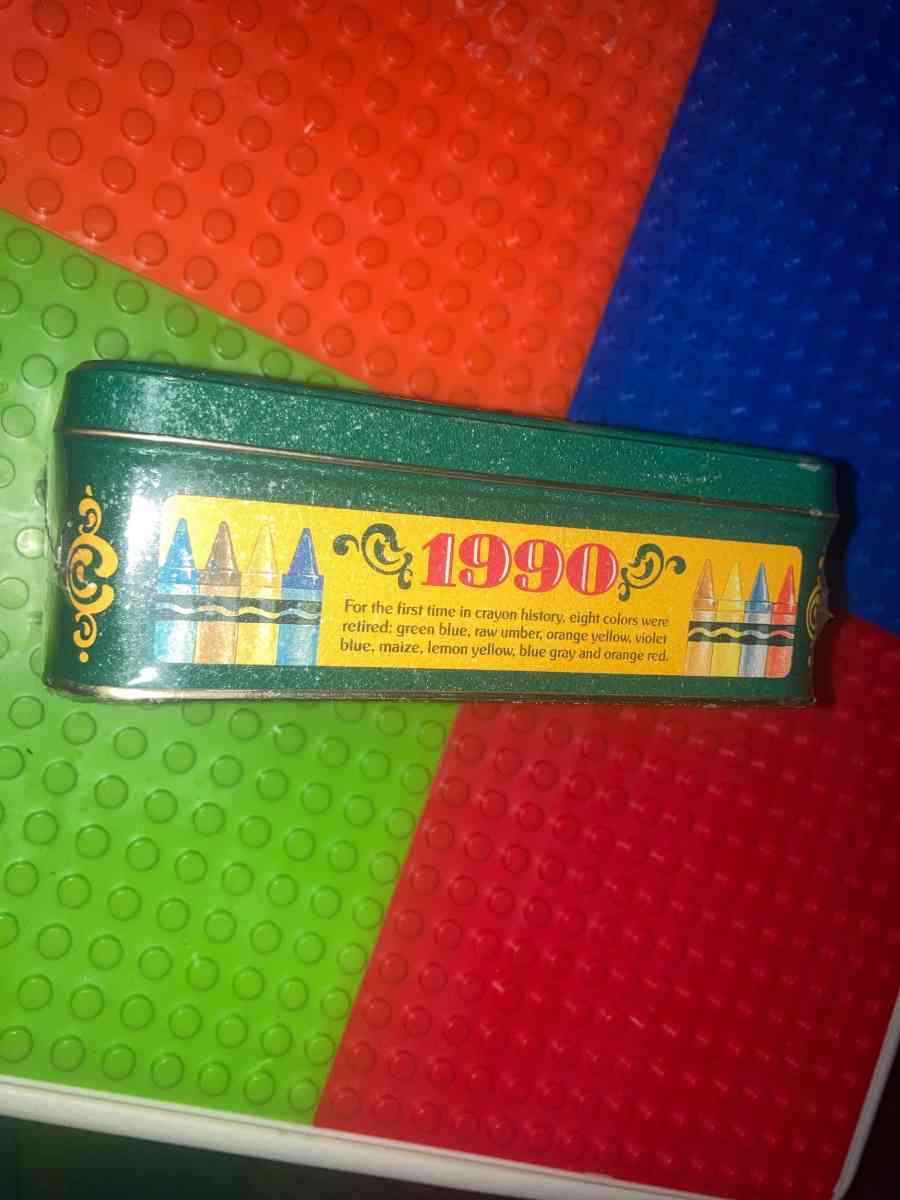 1990
For the first time in crayon history, eight colors were
retired: green blue, raw umber, orange yellow, violet
blue, maize, lemon yellow, blue gray and orange red.